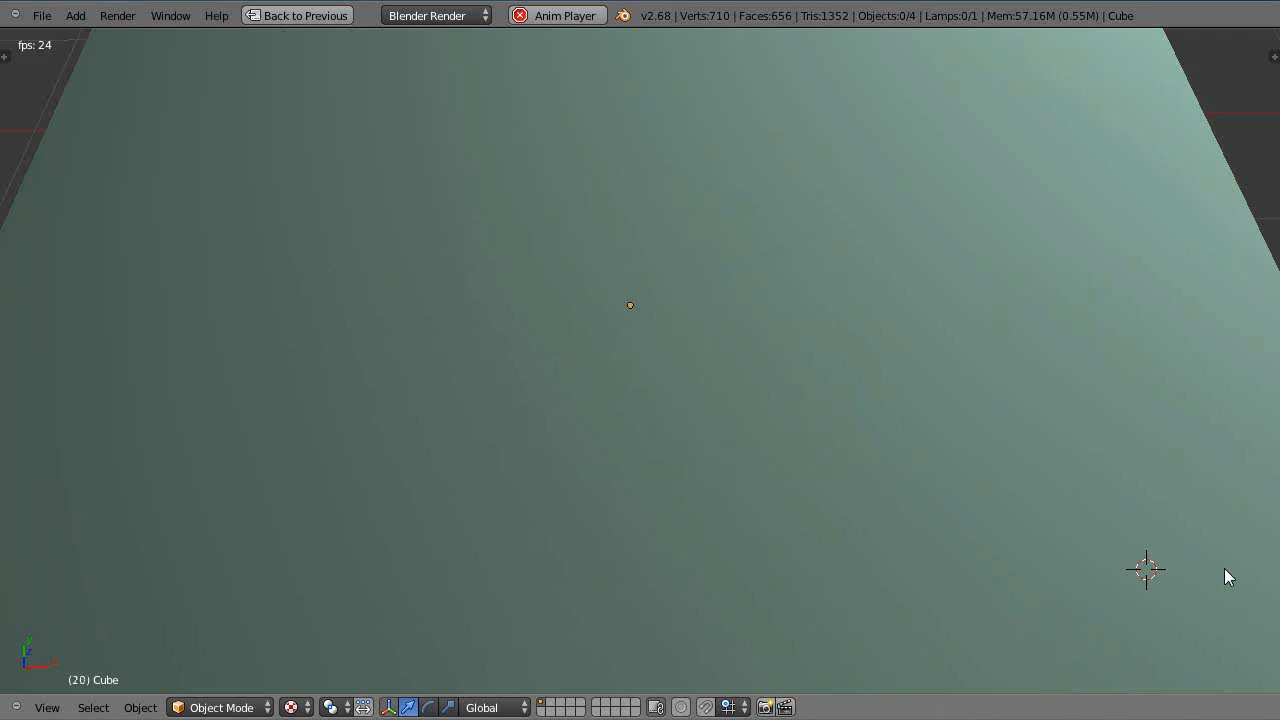 File Add Render Window Help Back to Previous Blender Render Anim Player v2.68 | Verts:710 | Faces:656 | Tris:1352 | Objects:0/4 | Lamps:0/1 | Mem:57.16M (0.55M) | Cube
fps: 24
y
z
x
(20) Cube
View Select Object Object Mode Global